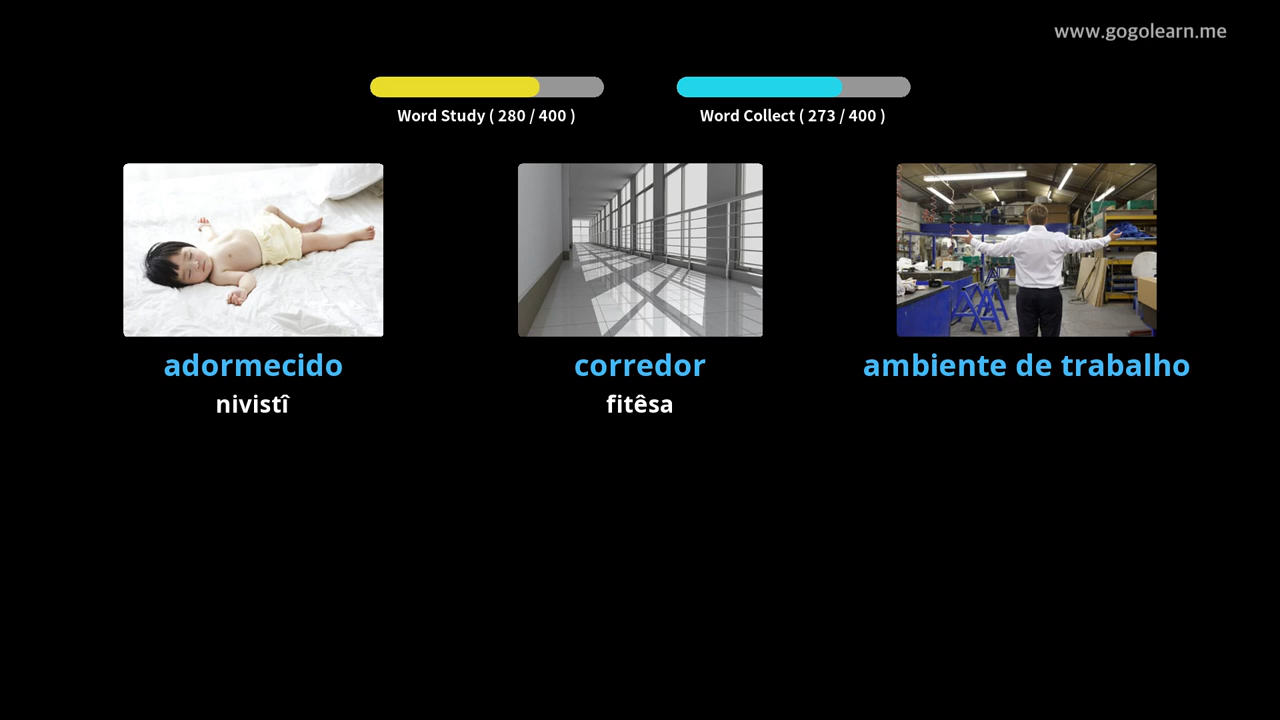 www.gogolearn.me
Word Study ( 280 / 400 )
Word Collect ( 273 / 400 )
adormecido
nivistî
corredor
fitêsa
ambiente de trabalho